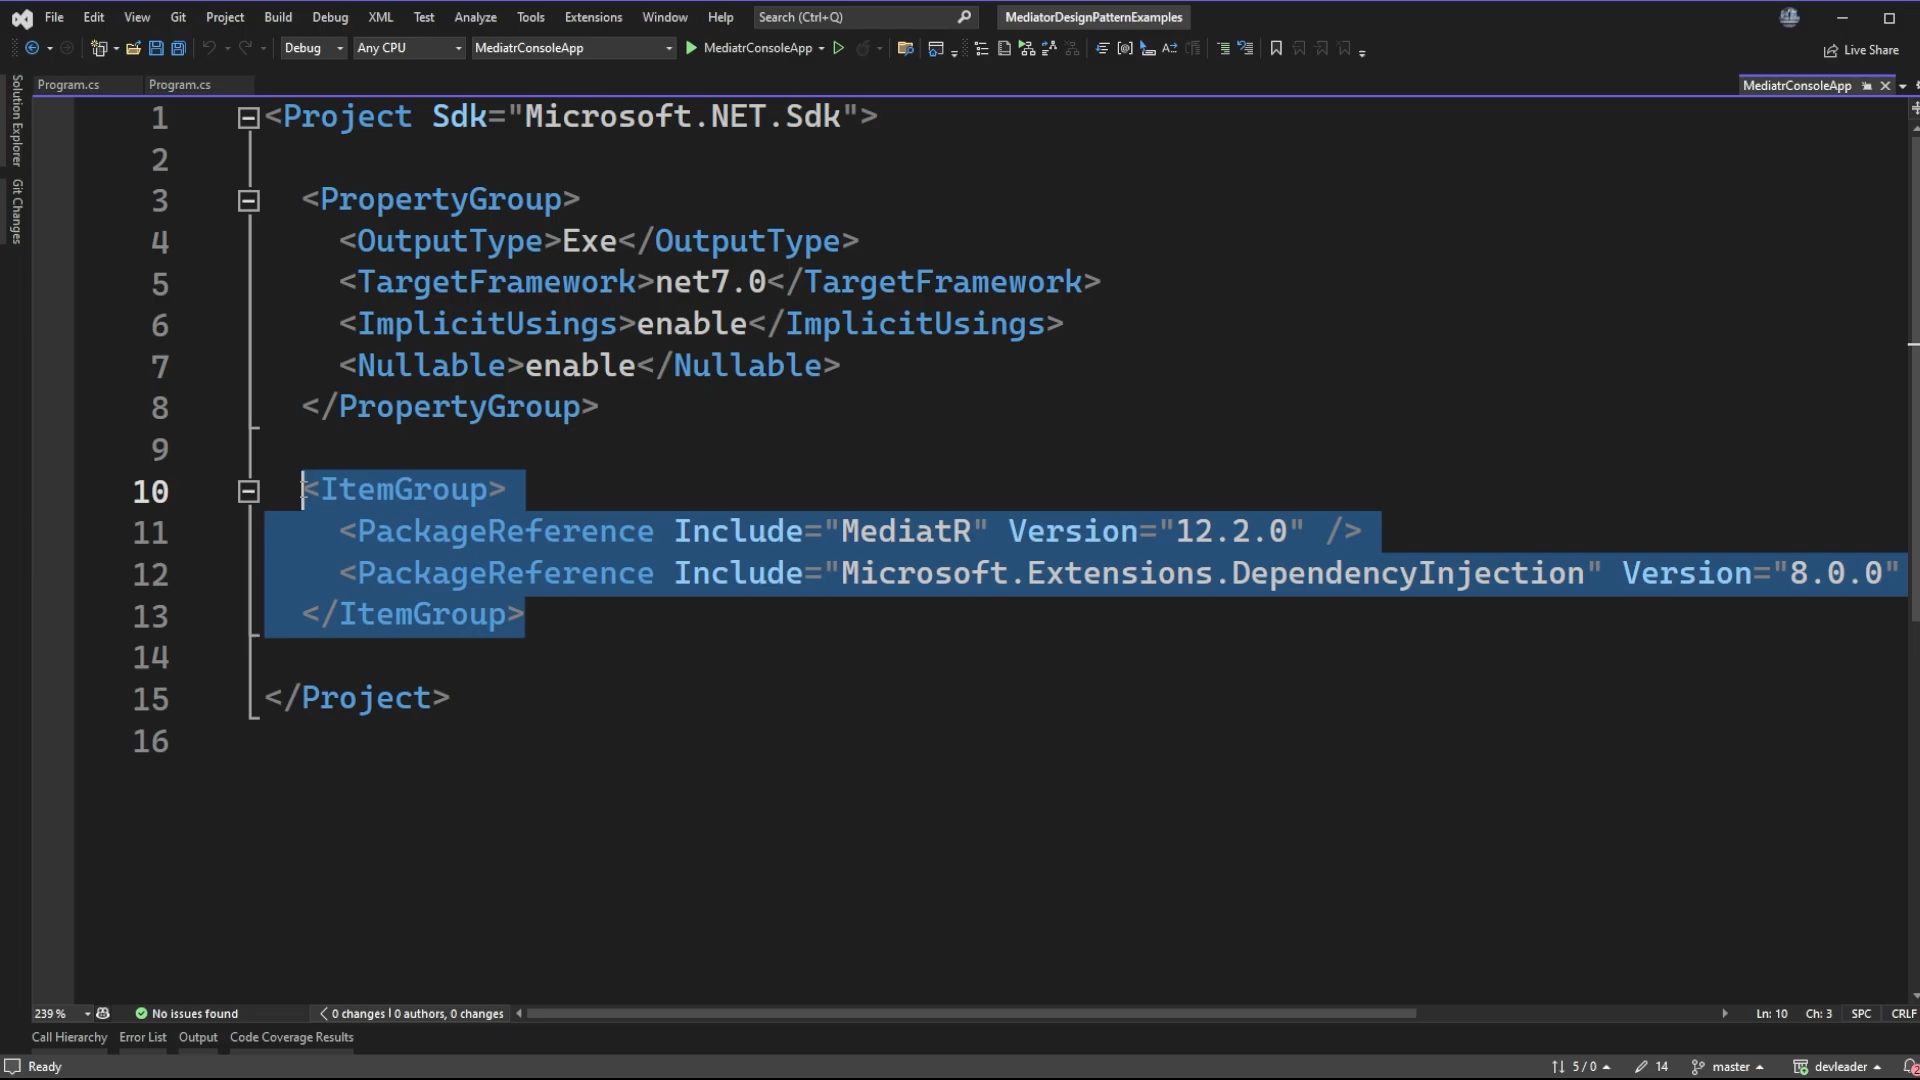 File Edit View Git Project Build Debug XML Test Analyze Tools Extensions Window Help Search (Ctrl+Q) MediatorDesignPatternExamples
Debug Any CPU MediatrConsoleApp MediatrConsoleApp Live Share
Solution Explorer
Git Changes
Program.cs Program.cs MediatrConsoleApp
1 <Project Sdk="Microsoft.NET.Sdk">
2
3 <PropertyGroup>
4 <OutputType>Exe</OutputType>
5 <TargetFramework>net7.0</TargetFramework>
6 <ImplicitUsings>enable</ImplicitUsings>
7 <Nullable>enable</Nullable>
8 </PropertyGroup>
9
10 <ItemGroup>
11 <PackageReference Include="MediatR" Version="12.2.0" />
12 <PackageReference Include="Microsoft.Extensions.DependencyInjection" Version="8.0.0"
13 </ItemGroup>
14
15 </Project>
16
239 % No issues found 0 changes | 0 authors, 0 changes Ln: 10 Ch: 3 SPC CRLF
Call Hierarchy Error List Output Code Coverage Results
Ready 5 / 0 14 master devleader 2